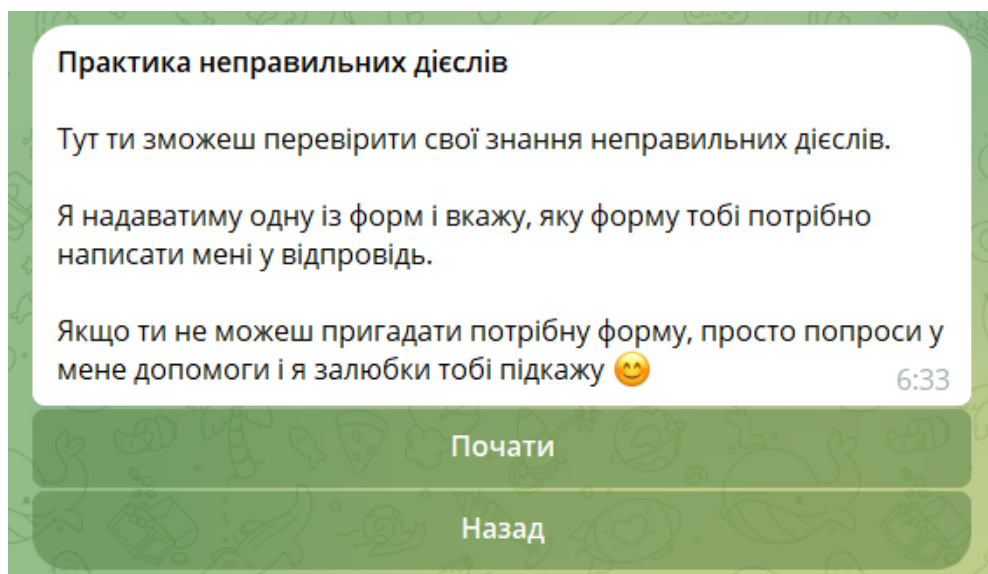 Практика неправильних дієслів
Тут ти зможеш перевірити свої знання неправильних дієслів.
Я надаватиму одну із форм і вкажу, яку форму тобі потрібно
написати мені у відпровідь.
Якщо ти не можеш пригадати потрібну форму, просто попроси у
мене допомоги і я залюбки тобі підкажу 😊
6:33
Почати
Назад